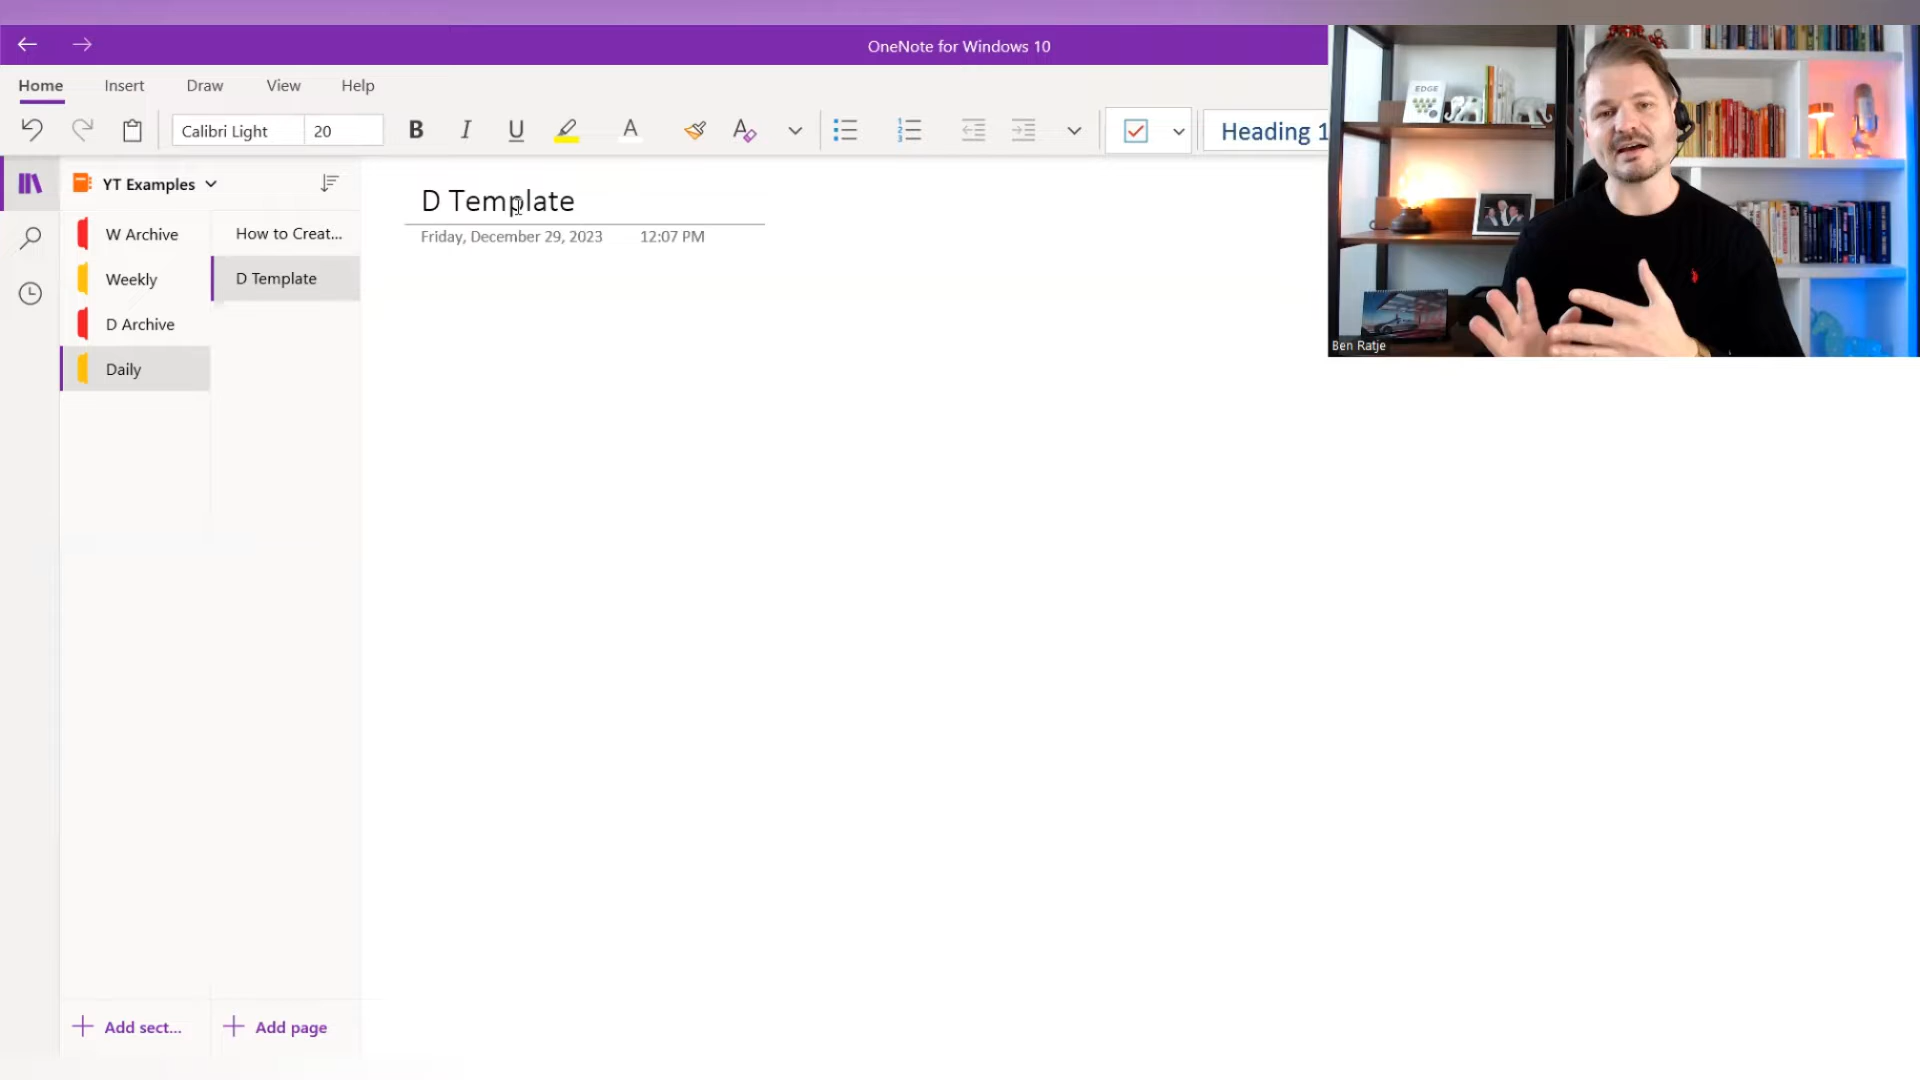 OneNote for Windows 10
Home Insert Draw View Help
Calibri Light 20 B I U A A Heading 1
YT Examples
W Archive
Weekly
D Archive
Daily
How to Creat...
D Template
D Template
Friday, December 29, 2023 12:07 PM
EDGE
Ben Ratje
Add sect... Add page